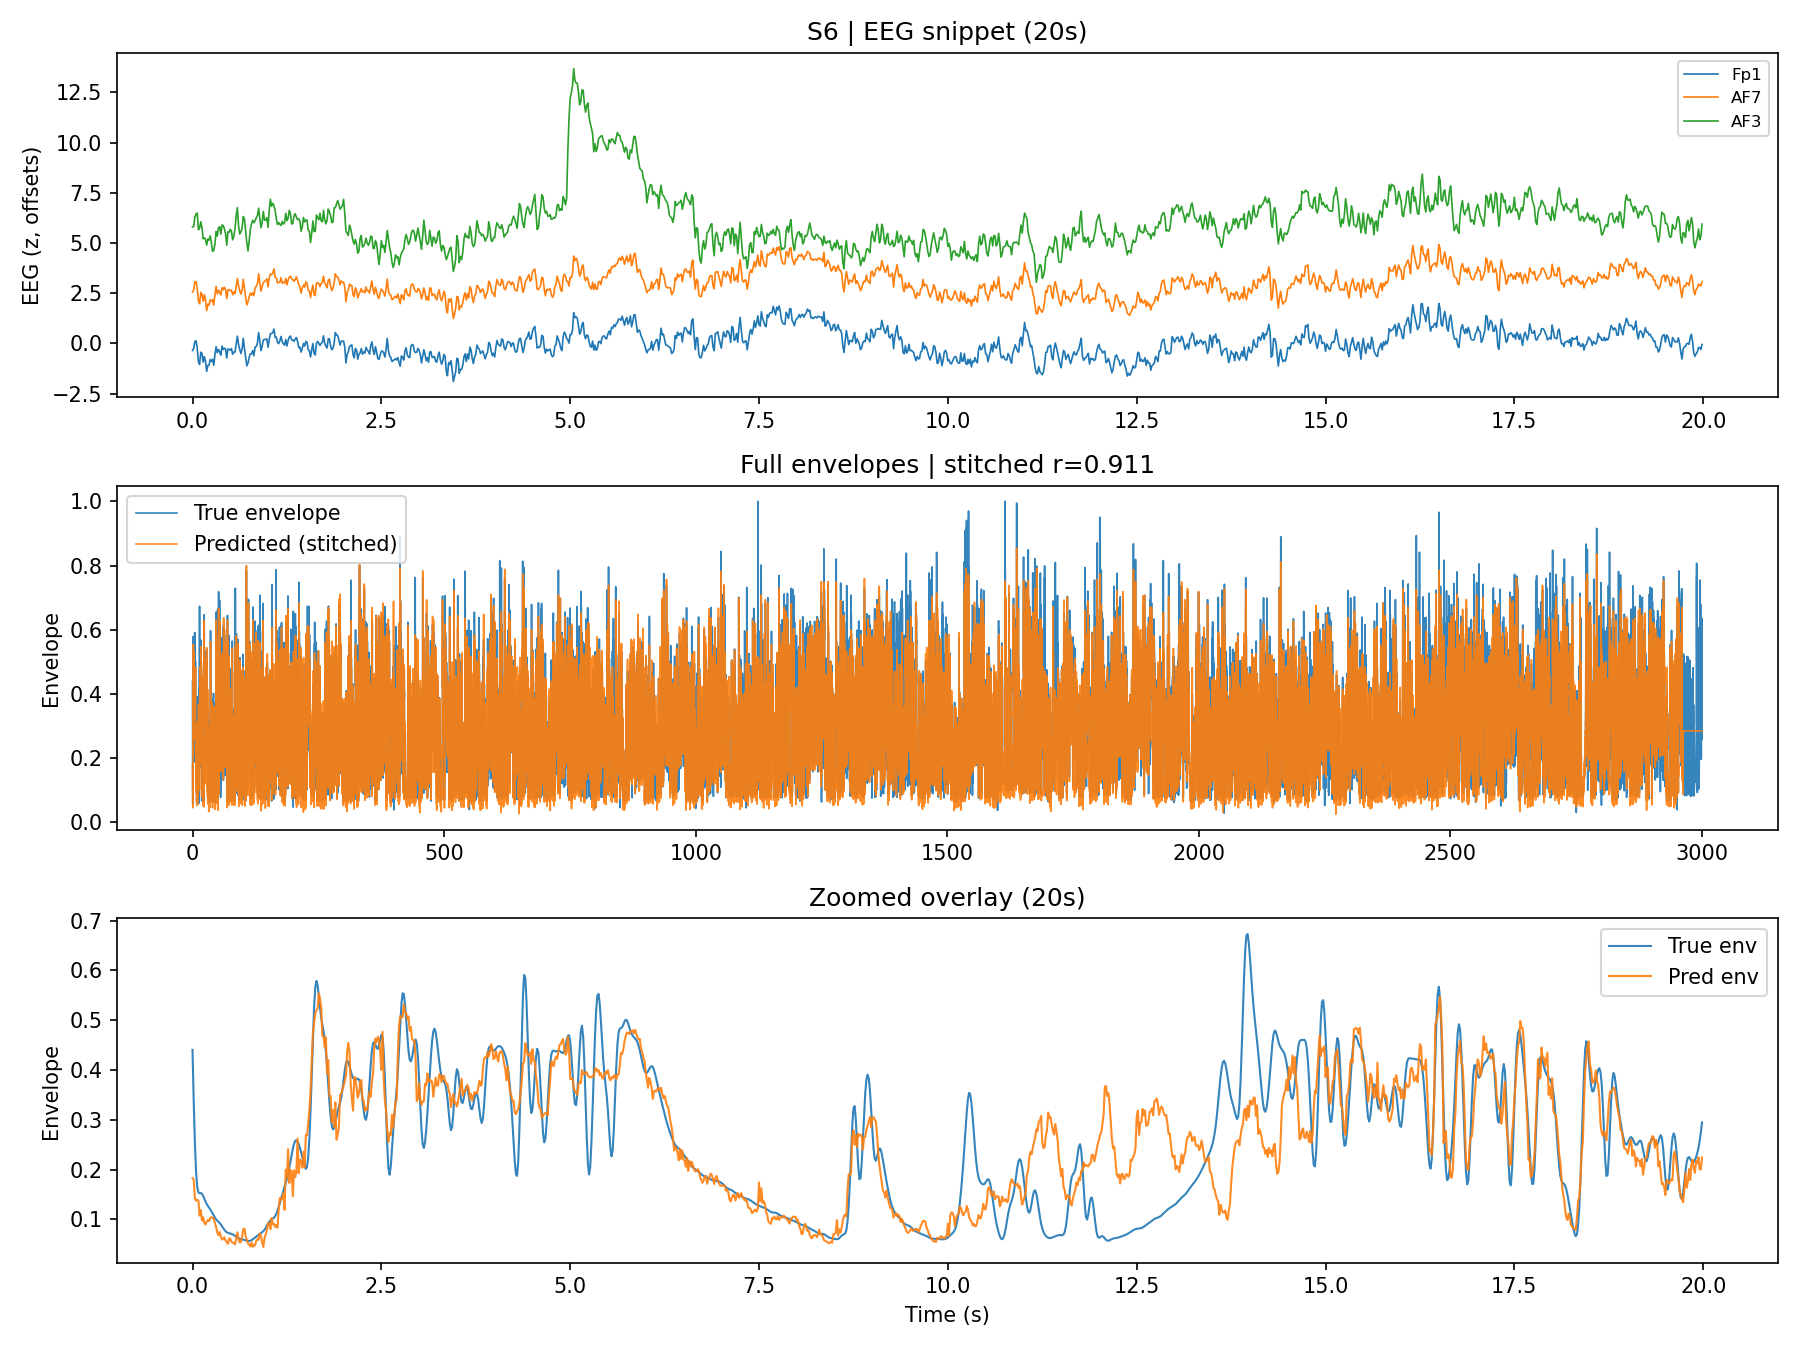 S6 | EEG snippet (20s)
EEG (z, offsets)
12.5
10.0
7.5
5.0
2.5
0.0
−2.5
Fp1
AF7
AF3
0.0 2.5 5.0 7.5 10.0 12.5 15.0 17.5 20.0
Full envelopes | stitched r=0.911
Envelope
1.0
0.8
0.6
0.4
0.2
0.0
True envelope
Predicted (stitched)
0 500 1000 1500 2000 2500 3000
Zoomed overlay (20s)
Envelope
0.7
0.6
0.5
0.4
0.3
0.2
0.1
True env
Pred env
0.0 2.5 5.0 7.5 10.0 12.5 15.0 17.5 20.0
Time (s)